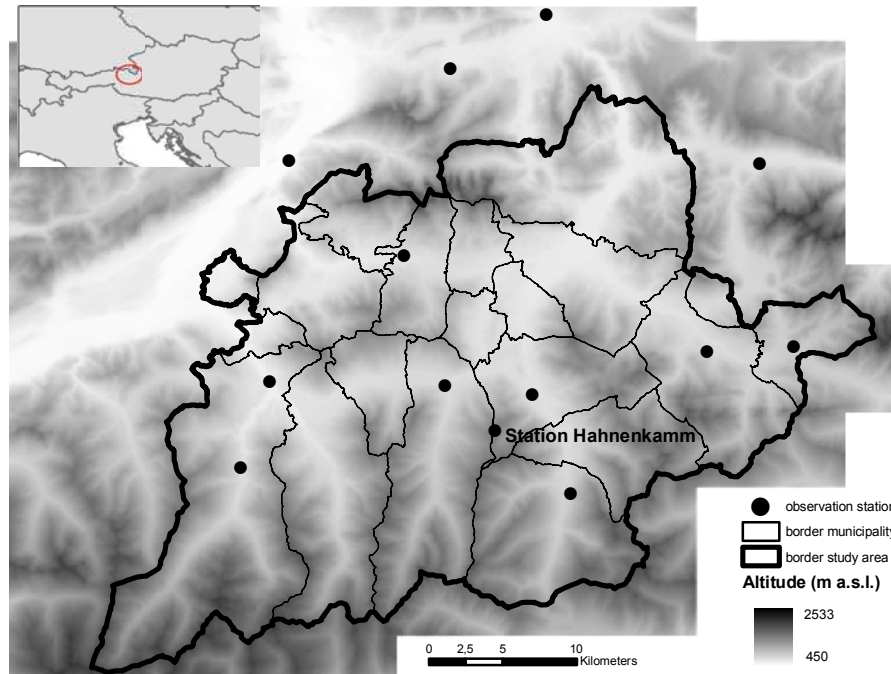 Station Hahnenkamm
observation station
border municipality
border study area
Altitude (m a.s.l.)
2533
450
0 2,5 5 10
Kilometers